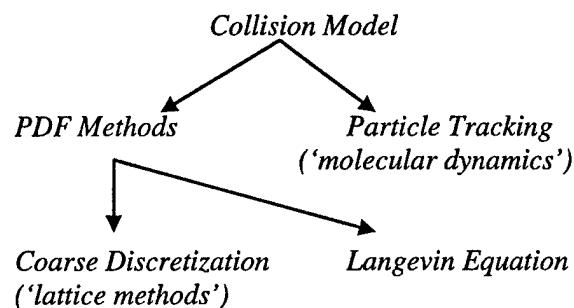 Collision Model
PDF Methods
Particle Tracking
('molecular dynamics')
Coarse Discretization
('lattice methods')
Langevin Equation